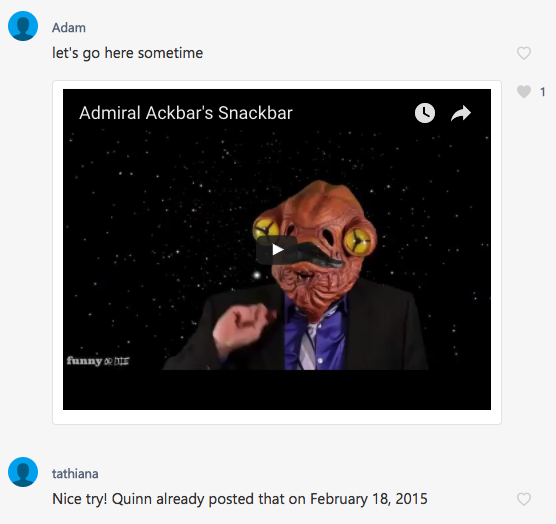 Adam
let's go here sometime
1
Admiral Ackbar's Snackbar
funny OR DIE
tathiana
Nice try! Quinn already posted that on February 18, 2015